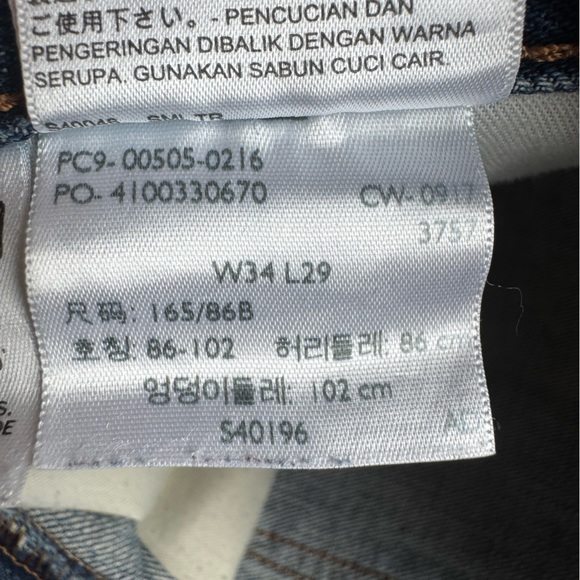 ご使用下さい。- PENCUCIAN DAN
PENGERINGAN DIBALIK DENGAN WARNA
SERUPA. GUNAKAN SABUN CUCI CAIR.
PC9-00505-0216
PO-4100330670 CW-0917
3757
W34 L29
尺码: 165/86B
호칭: 86-102 허리둘레: 86 cm
엉덩이둘레: 102 cm
S40196